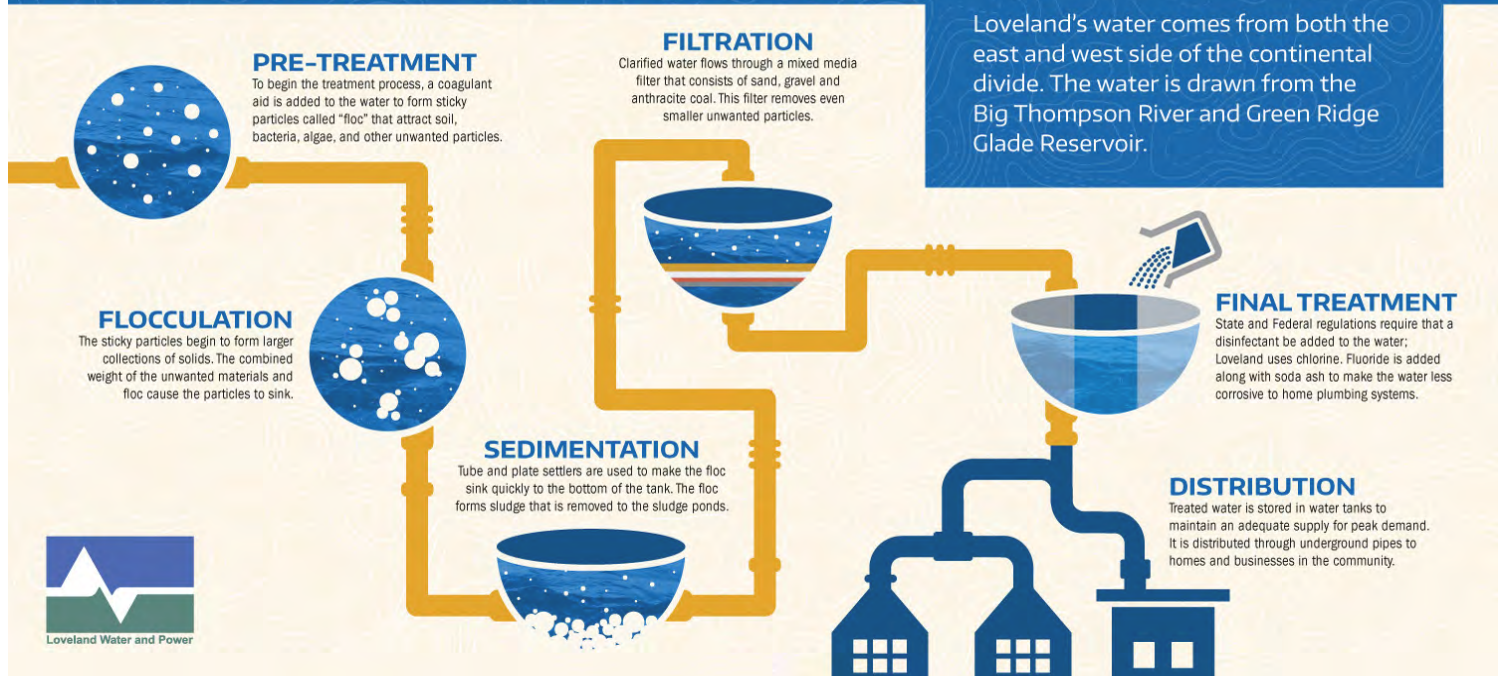 PRE-TREATMENT
To begin the treatment process, a coagulant
aid is added to the water to form sticky
particles called “floc” that attract soil,
bacteria, algae, and other unwanted particles.
FLOCCULATION
The sticky particles begin to form larger
collections of solids. The combined
weight of the unwanted materials and
floc cause the particles to sink.
SEDIMENTATION
Tube and plate settlers are used to make the floc
sink quickly to the bottom of the tank. The floc
forms sludge that is removed to the sludge ponds.
FILTRATION
Clarified water flows through a mixed media
filter that consists of sand, gravel and
anthracite coal. This filter removes even
smaller unwanted particles.
Loveland’s water comes from both the
east and west side of the continental
divide. The water is drawn from the
Big Thompson River and Green Ridge
Glade Reservoir.
FINAL TREATMENT
State and Federal regulations require that a
disinfectant be added to the water;
Loveland uses chlorine. Fluoride is added
along with soda ash to make the water less
corrosive to home plumbing systems.
DISTRIBUTION
Treated water is stored in water tanks to
maintain an adequate supply for peak demand.
It is distributed through underground pipes to
homes and businesses in the community.
Loveland Water and Power